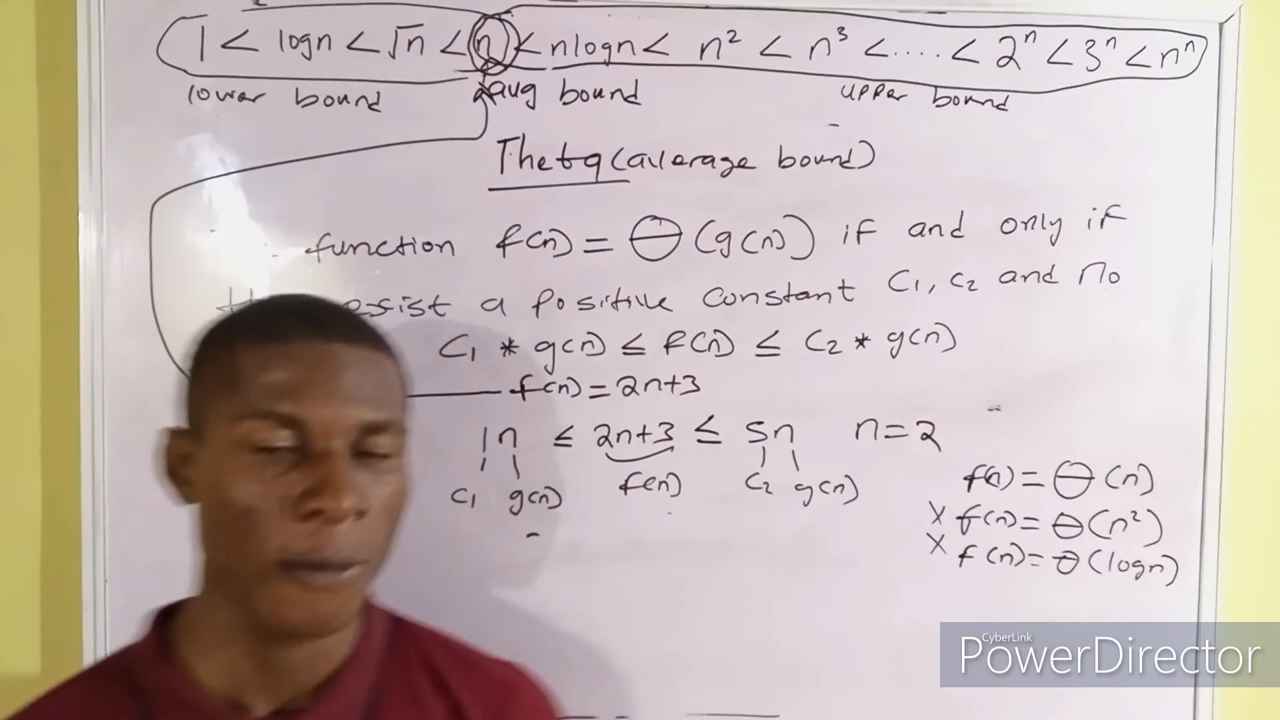 1 < logn < √n < n < nlogn < n² < n³ < .... < 2ⁿ < 3ⁿ < nⁿ
lower bound avg bound upper bound
Theta (average bound)
function f(n) = Θ (g(n)) if and only if
exist a positive constant C₁, C₂ and no
C₁ * g(n) ≤ f(n) ≤ C₂ * g(n)
f(n) = 2n+3
1n ≤ 2n+3 ≤ 5n n = 2
C₁ g(n) f(n) C₂ g(n)
f(n) = Θ (n)
X f(n) = Θ (n²)
X f(n) = Θ (logn)
CyberLink
PowerDirector